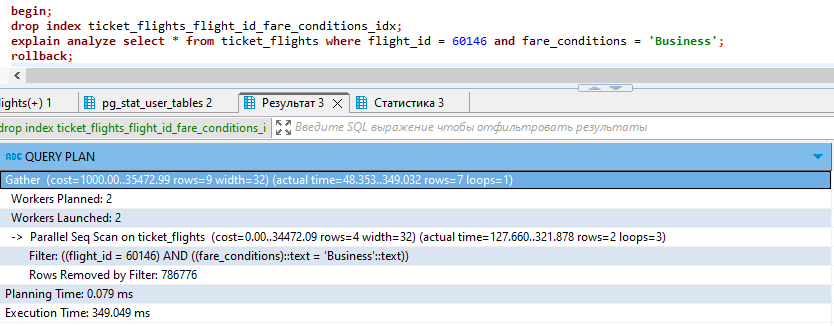 begin;
drop index ticket_flights_flight_id_fare_conditions_idx;
explain analyze select * from ticket_flights where flight_id = 60146 and fare_conditions = 'Business';
rollback;
lights(+) 1 pg_stat_user_tables 2 Результат 3 Статистика 3
drop index ticket_flights_flight_id_fare_conditions_i Введите SQL выражение чтобы отфильтровать результаты
ABC QUERY PLAN
Gather (cost=1000.00..35472.99 rows=9 width=32) (actual time=48.353..349.032 rows=7 loops=1)
Workers Planned: 2
Workers Launched: 2
-> Parallel Seq Scan on ticket_flights (cost=0.00..34472.09 rows=4 width=32) (actual time=127.660..321.878 rows=2 loops=3)
Filter: ((flight_id = 60146) AND ((fare_conditions)::text = 'Business'::text))
Rows Removed by Filter: 786776
Planning Time: 0.079 ms
Execution Time: 349.049 ms